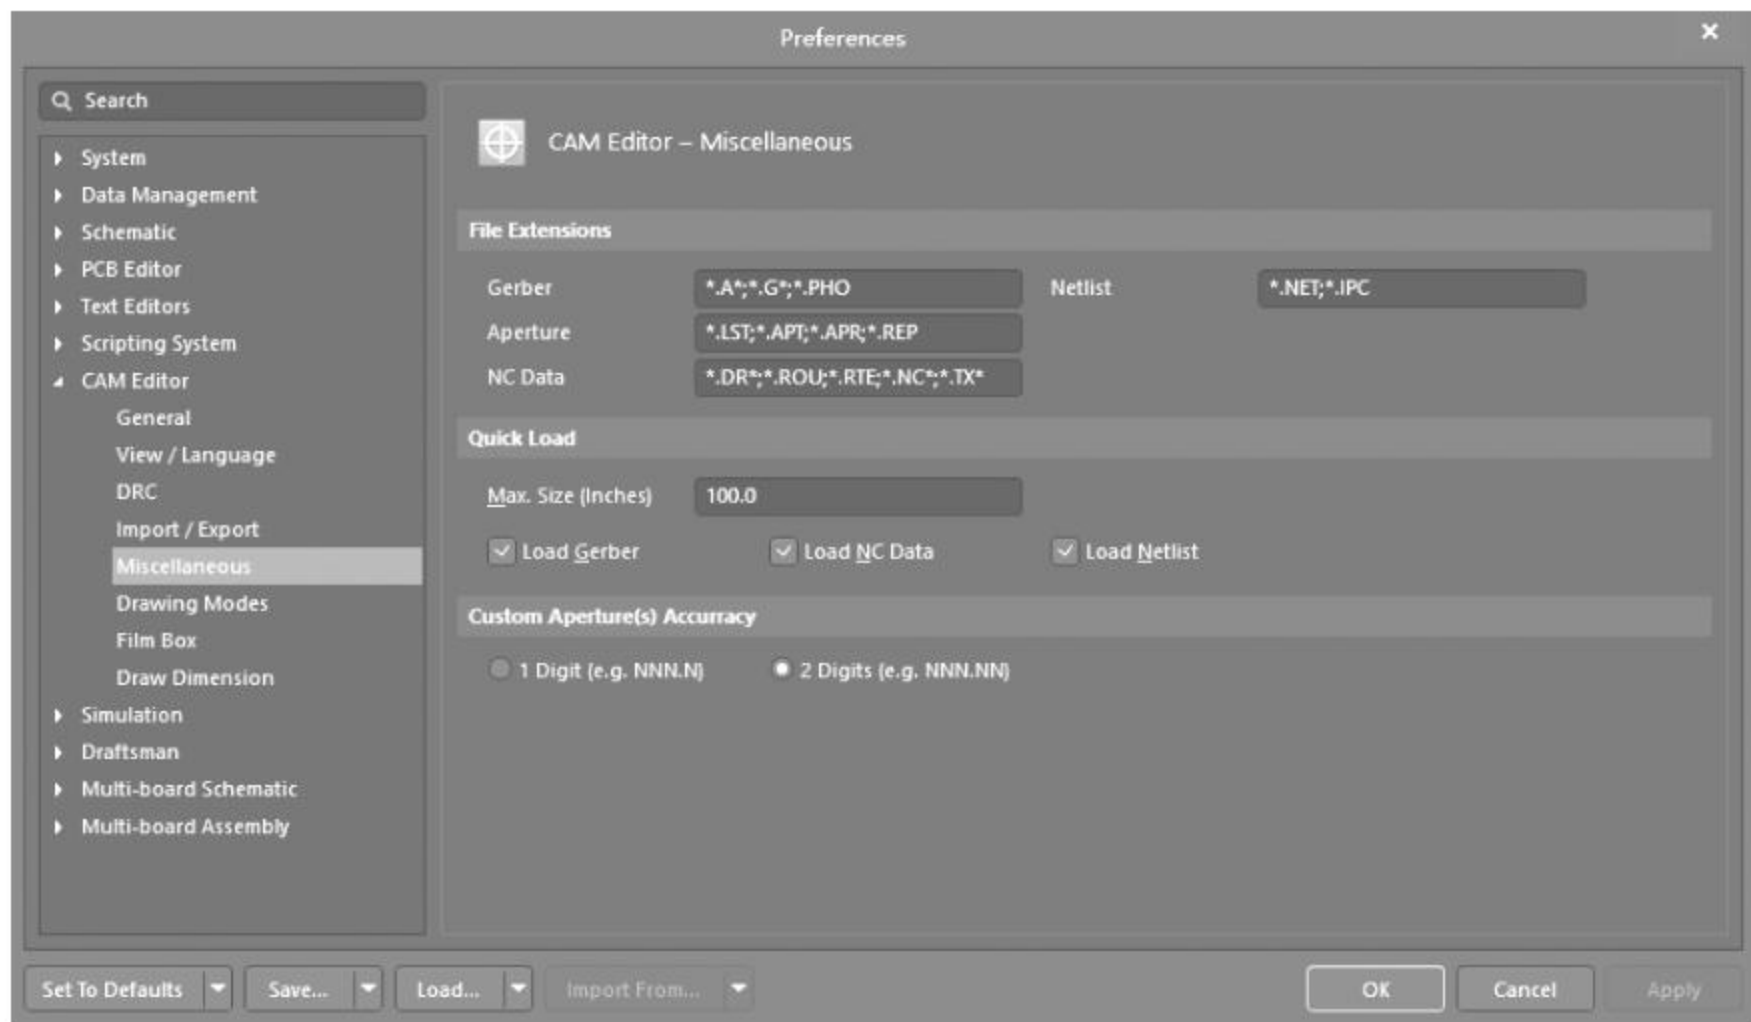 Preferences
Search
System
Data Management
Schematic
PCB Editor
Text Editors
Scripting System
CAM Editor
General
View / Language
DRC
Import / Export
Miscellaneous
Drawing Modes
Film Box
Draw Dimension
Simulation
Draftsman
Multi-board Schematic
Multi-board Assembly
CAM Editor – Miscellaneous
File Extensions
Gerber *.A*;*.G*;*.PHO Netlist *.NET;*.IPC
Aperture *.LST;*.APT;*.APR;*.REP
NC Data *.DR*;*.ROU;*.RTE;*.NC*;*.TX*
Quick Load
Max. Size (Inches) 100.0
Load Gerber Load NC Data Load Netlist
Custom Aperture(s) Accurracy
1 Digit (e.g. NNN.N) 2 Digits (e.g. NNN.NN)
Set To Defaults Save... Load... Import From... OK Cancel Apply